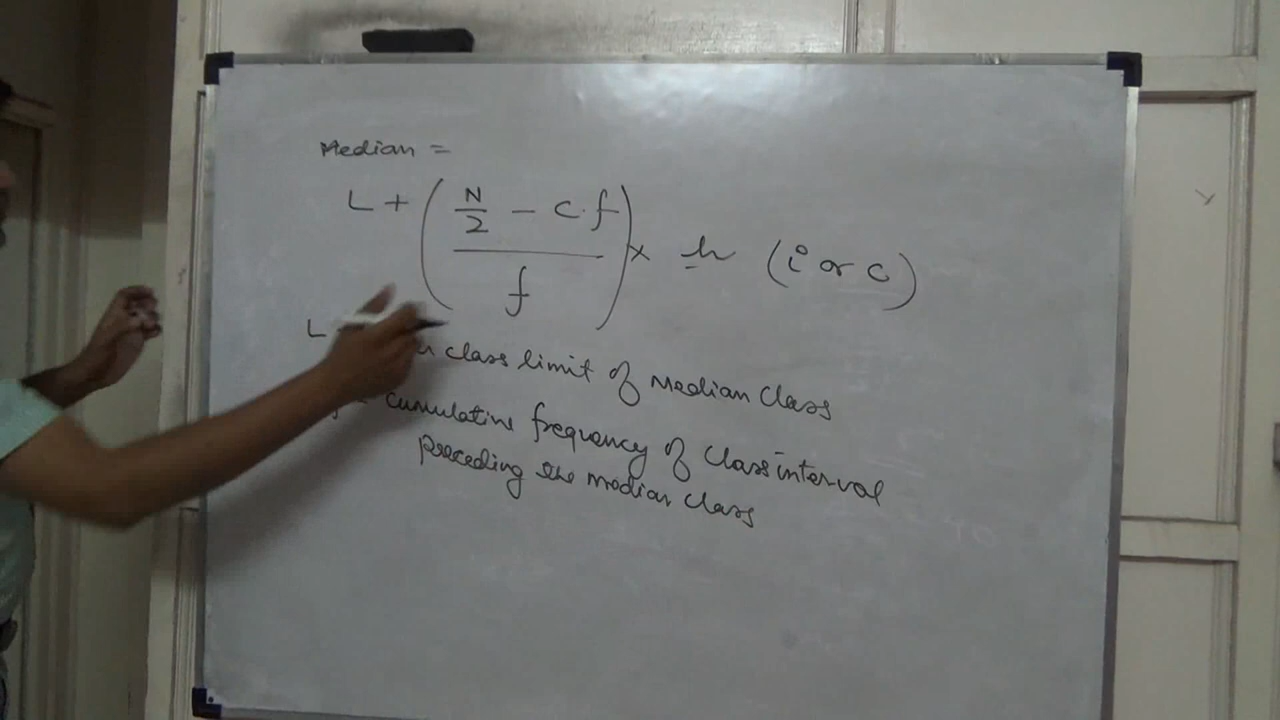 Median =
L + ( N/2 - c.f / f ) × h (i or c)
L class limit of Median Class
f = cumulative frequency of Class interval
preceding the median class